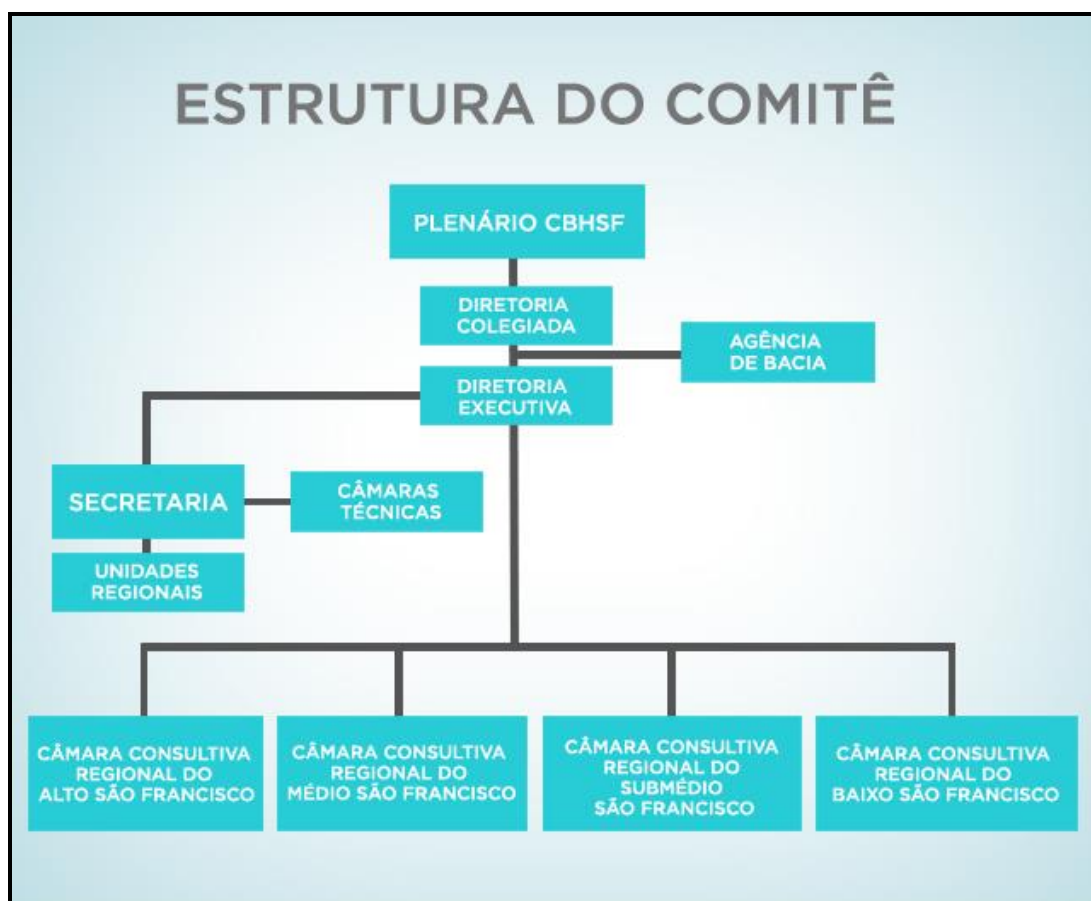 ESTRUTURA DO COMITÊ
PLENÁRIO CBHSF
DIRETORIA
COLEGIADA
AGÊNCIA
DE BACIA
DIRETORIA
EXECUTIVA
SECRETARIA
CÂMARAS
TÉCNICAS
UNIDADES
REGIONAIS
CÂMARA CONSULTIVA
REGIONAL DO
ALTO SÃO FRANCISCO
CÂMARA CONSULTIVA
REGIONAL DO
MÉDIO SÃO FRANCISCO
CÂMARA CONSULTIVA
REGIONAL DO
SUBMÉDIO
SÃO FRANCISCO
CÂMARA CONSULTIVA
REGIONAL DO
BAIXO SÃO FRANCISCO